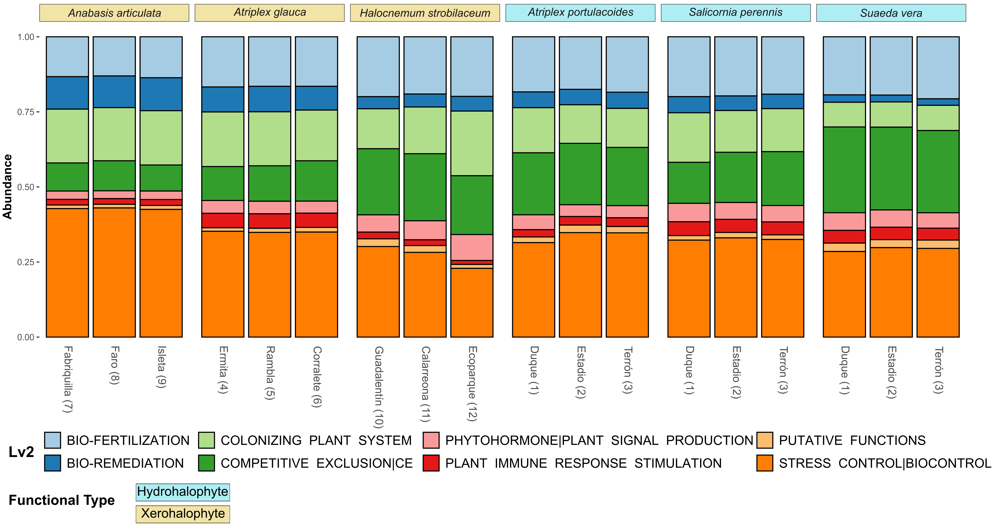 Anabasis articulata Atriplex glauca Halocnemum strobilaceum Atriplex portulacoides Salicornia perennis Suaeda vera
1.00
0.75
0.50
0.25
0.00
Abundance
Fabriquilla (7)
Faro (8)
Isleta (9)
Ermita (4)
Rambla (5)
Corralete (6)
Guadalentín (10)
Calarreona (11)
Ecoparque (12)
Duque (1)
Estadio (2)
Terrón (3)
Duque (1)
Estadio (2)
Terrón (3)
Duque (1)
Estadio (2)
Terrón (3)
Lv2
BIO-FERTILIZATION COLONIZING PLANT SYSTEM PHYTOHORMONE|PLANT SIGNAL PRODUCTION PUTATIVE FUNCTIONS
BIO-REMEDIATION COMPETITIVE EXCLUSION|CE PLANT IMMUNE RESPONSE STIMULATION STRESS CONTROL|BIOCONTROL
Functional Type
Hydrohalophyte
Xerohalophyte